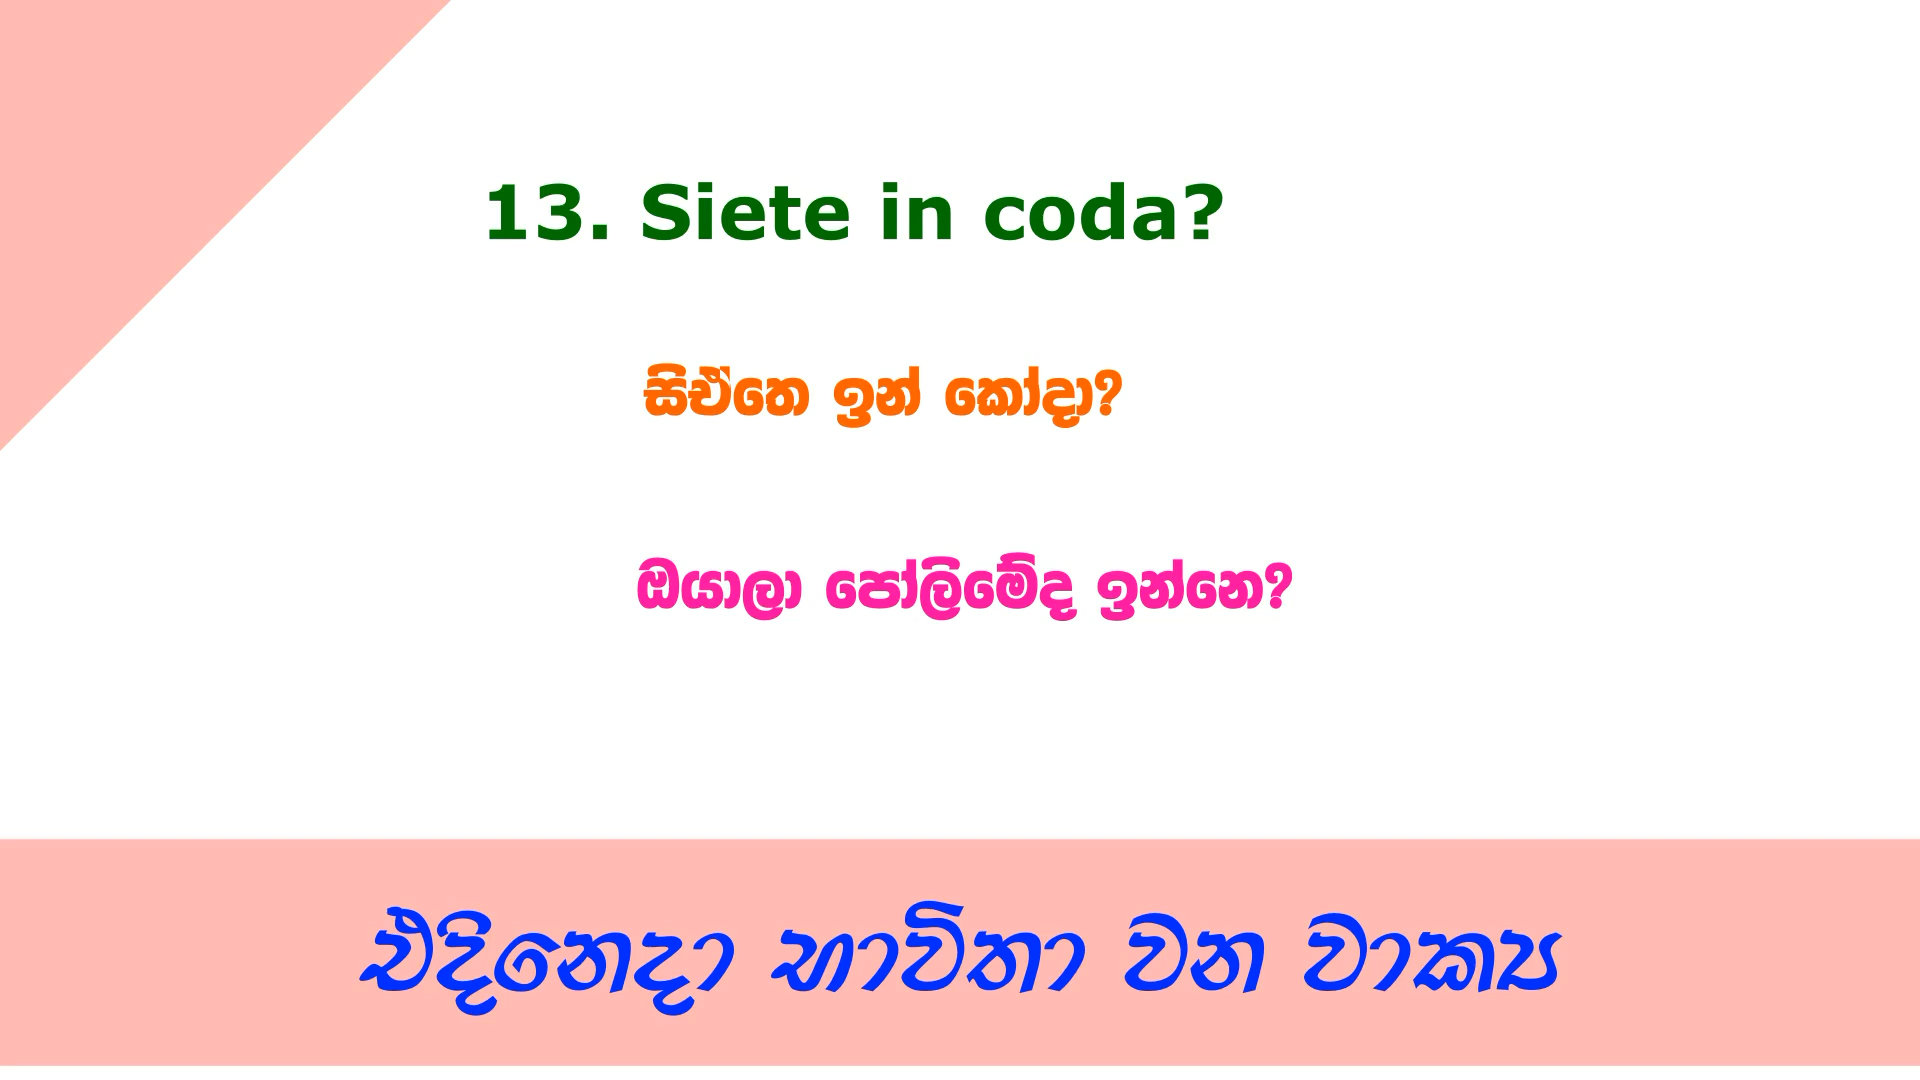 13. Siete in coda?
සිඒතෙ ඉන් කෝදා?
ඔයාලා පෝලිමේද ඉන්නෙ?
එදිනෙදා භාවිතා වන වාක්‍ය